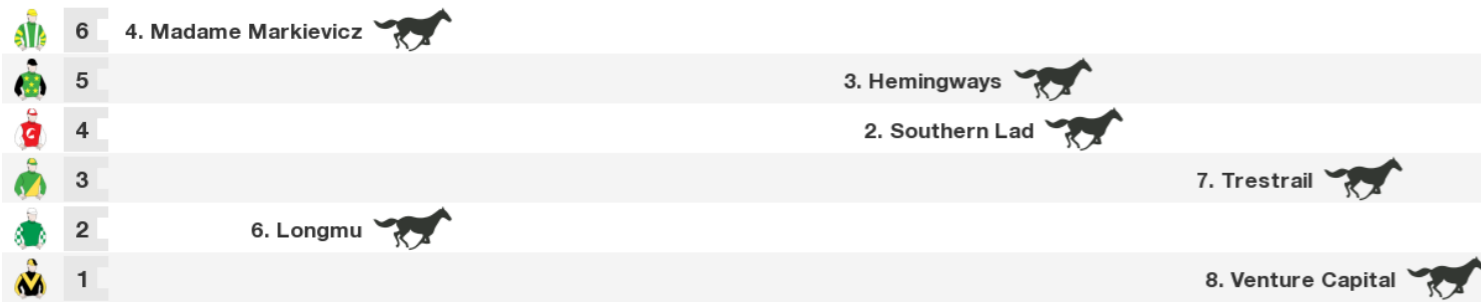 6 4. Madame Markievicz
5 3. Hemingways
4 2. Southern Lad
3 7. Trestrail
2 6. Longmu
1 8. Venture Capital